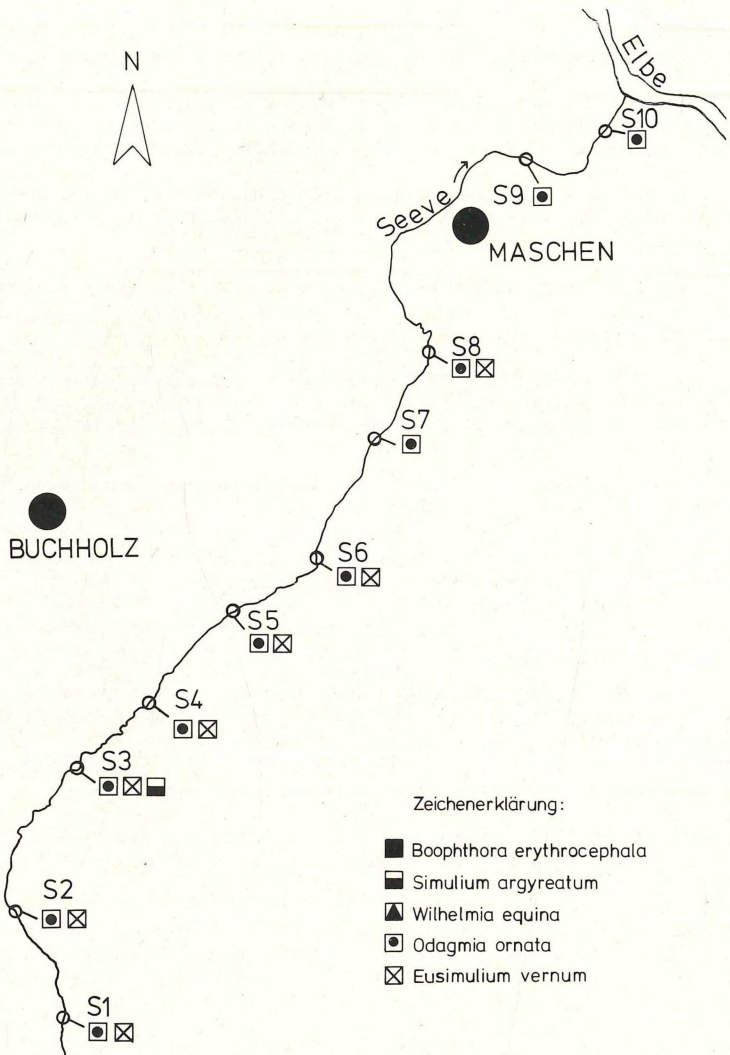 N
Elbe
S10
S9
Seeve
MASCHEN
S8
S7
BUCHHOLZ
S6
S5
S4
S3
S2
S1
Zeichenerklärung:
Boophthora erythrocephala
Simulium argyreatum
Wilhelmia equina
Odagmia ornata
Eusimulium vernum